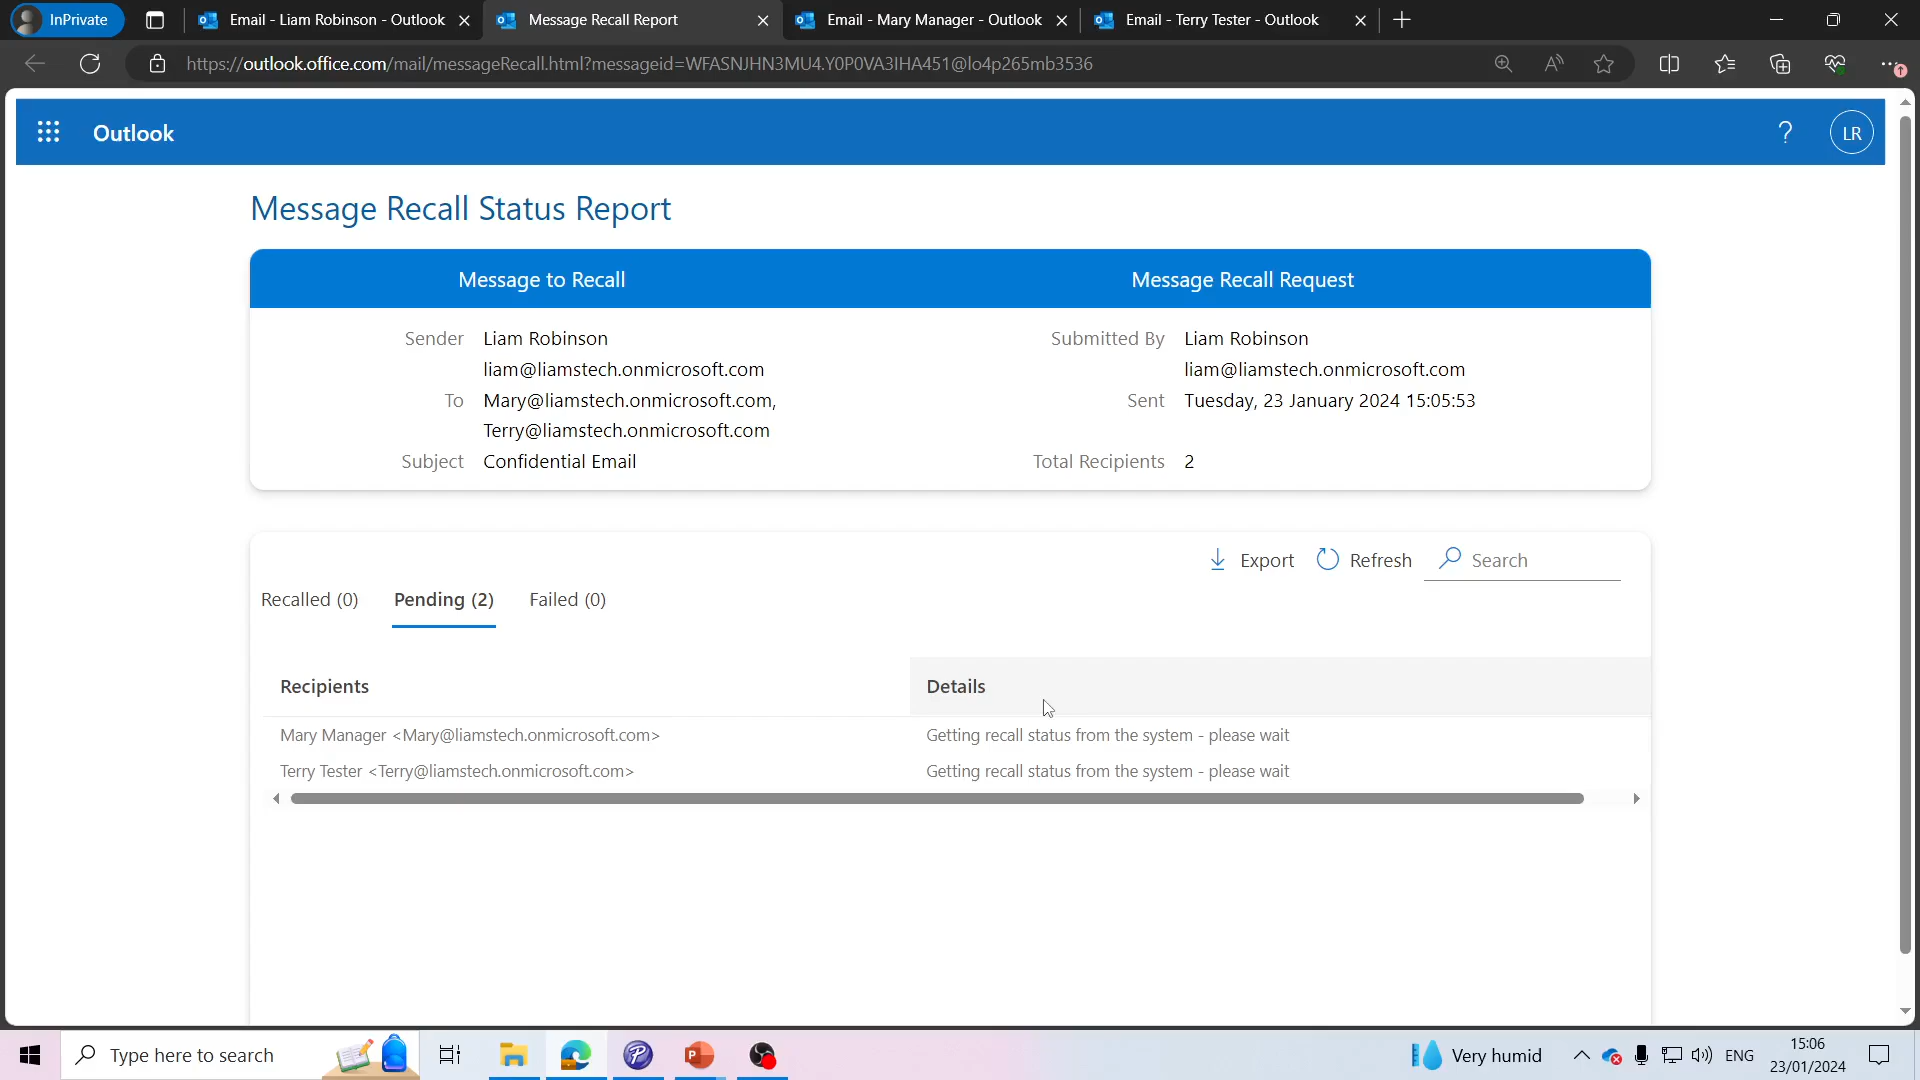 InPrivate
Email - Liam Robinson - Outlook
Message Recall Report
Email - Mary Manager - Outlook
Email - Terry Tester - Outlook
https://outlook.office.com/mail/messageRecall.html?messageid=WFASNJHN3MU4.Y0P0VA3IHA451@lo4p265mb3536
Outlook
?
LR
Message Recall Status Report
Message to Recall
Message Recall Request
Sender Liam Robinson
Submitted By Liam Robinson
liam@liamstech.onmicrosoft.com
liam@liamstech.onmicrosoft.com
To Mary@liamstech.onmicrosoft.com,
Sent Tuesday, 23 January 2024 15:05:53
Terry@liamstech.onmicrosoft.com
Subject Confidential Email
Total Recipients 2
Export
Refresh
Search
Recalled (0)
Pending (2)
Failed (0)
Recipients
Details
Mary Manager <Mary@liamstech.onmicrosoft.com>
Getting recall status from the system - please wait
Terry Tester <Terry@liamstech.onmicrosoft.com>
Getting recall status from the system - please wait
Type here to search
Very humid
ENG
15:06
23/01/2024